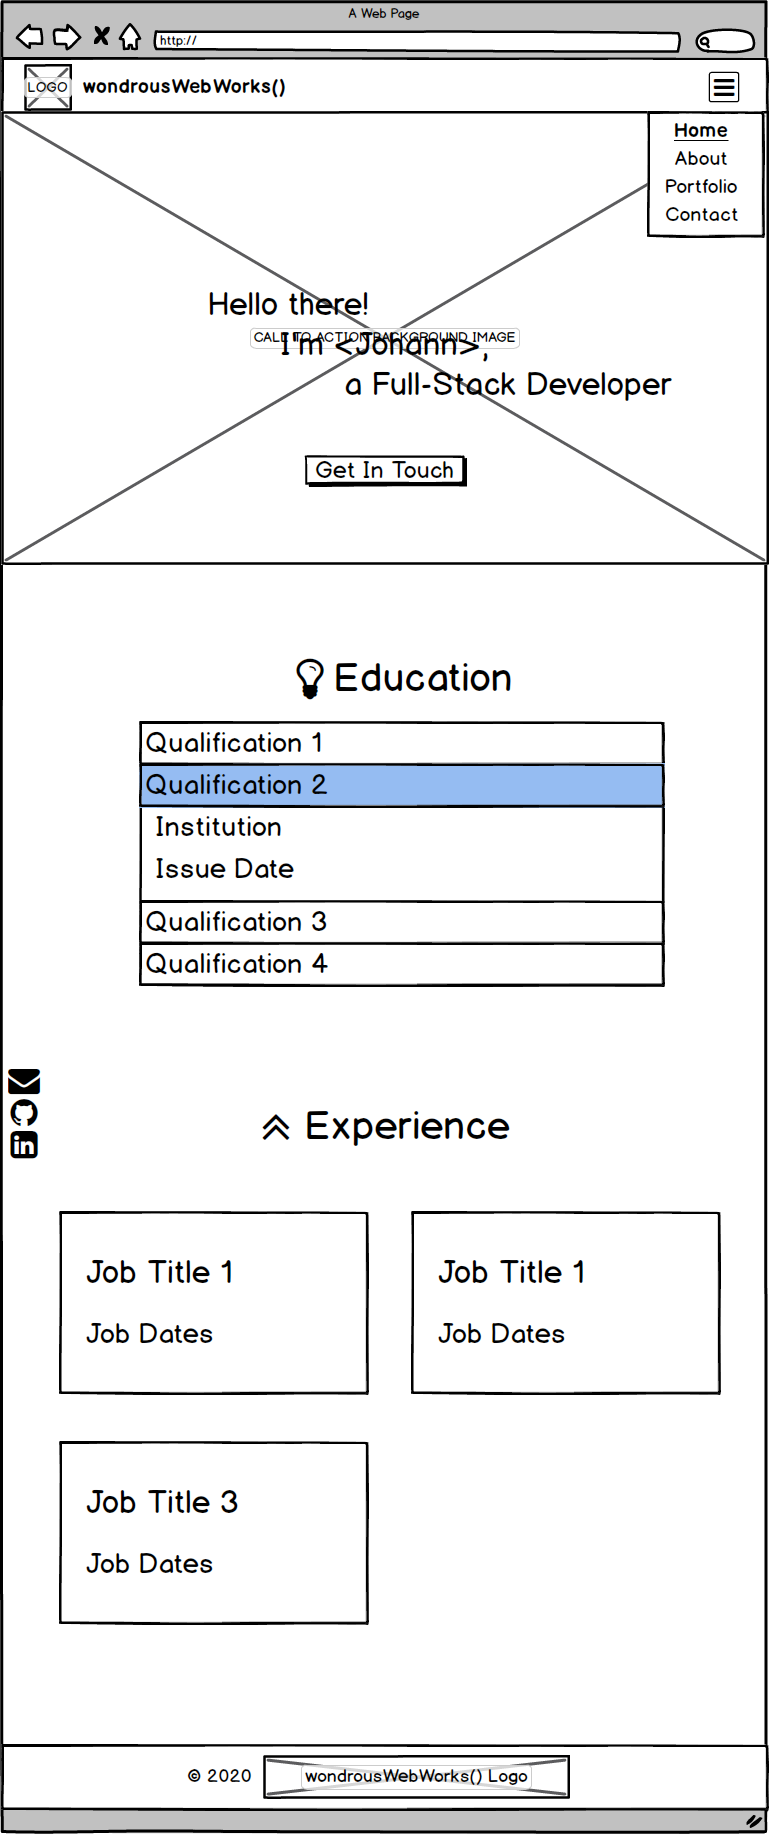 A Web Page
http://
LOGO wondrousWebWorks()
Home
About
Portfolio
Contact
Hello there!
CALL TO ACTION BACKGROUND IMAGE
I'm <Johann>,
a Full-Stack Developer
Get In Touch
Education
Qualification 1
Qualification 2
Institution
Issue Date
Qualification 3
Qualification 4
in
Experience
Job Title 1
Job Dates
Job Title 1
Job Dates
Job Title 3
Job Dates
© 2020 wondrousWebWorks() Logo